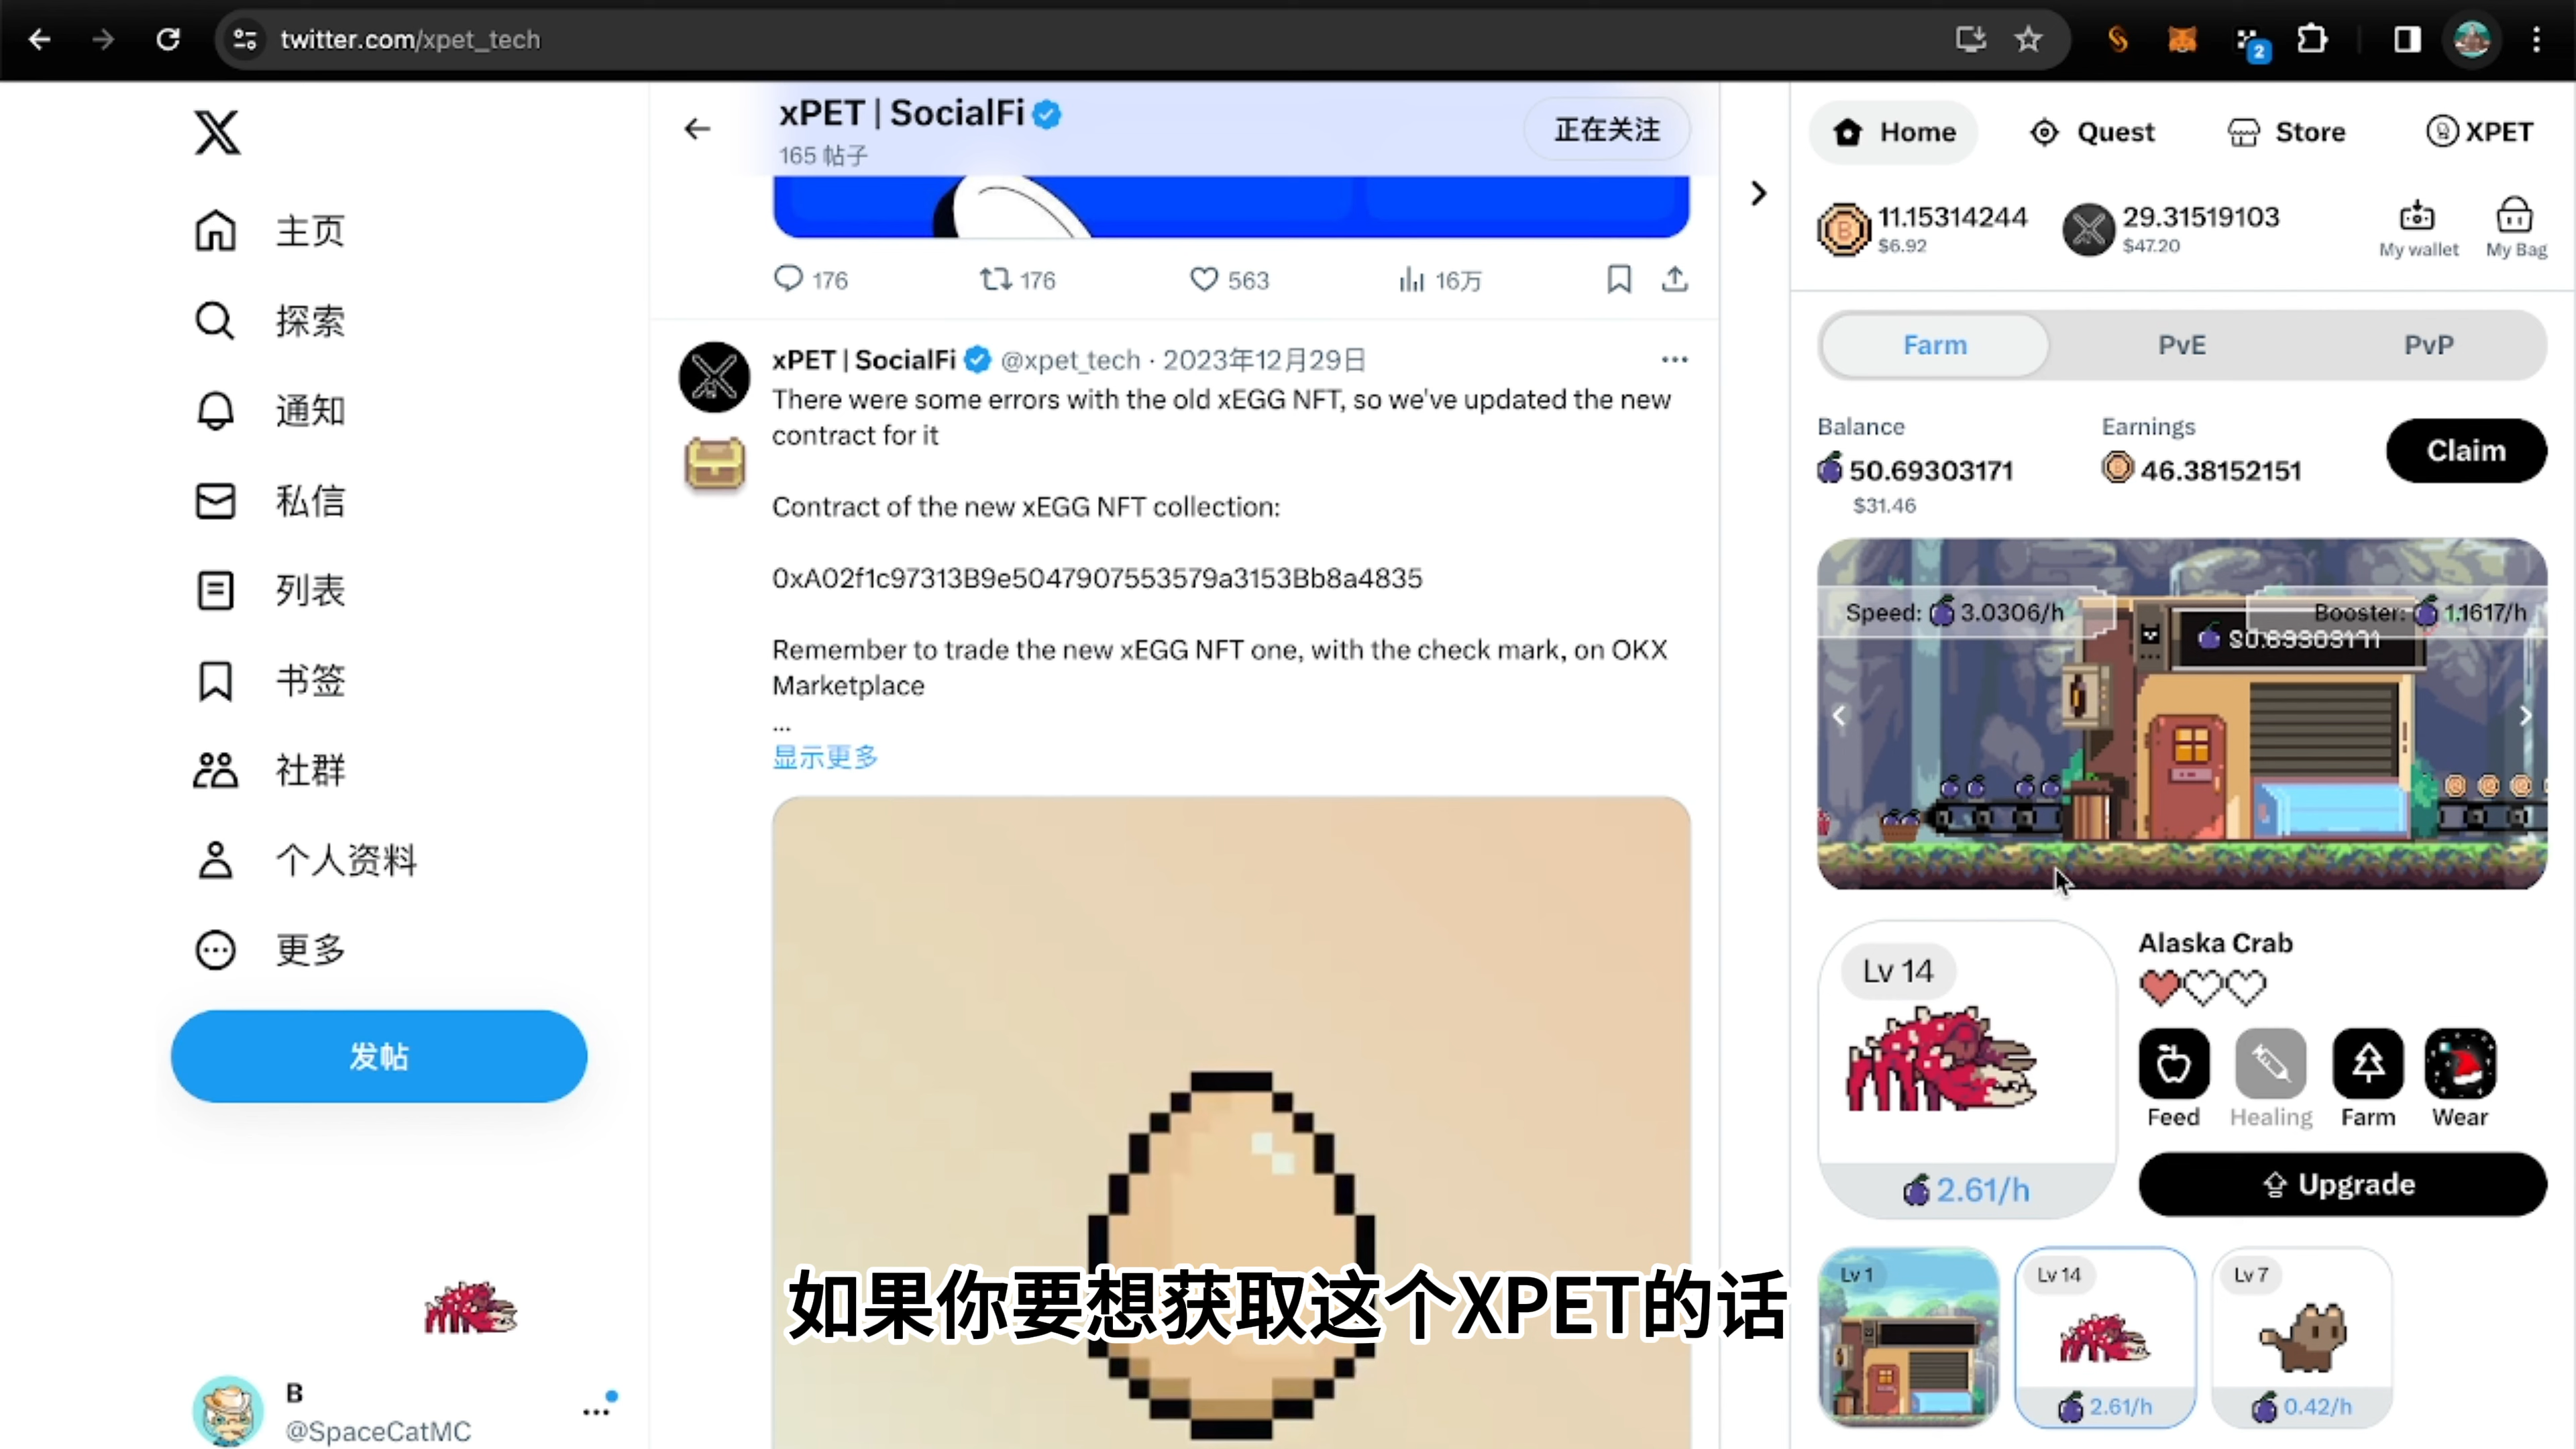 twitter.com/xpet_tech
2
主页
探索
通知
私信
列表
书签
社群
个人资料
更多
发帖
B
@SpaceCatMC
xPET | SocialFi
165 帖子
正在关注
176
176
563
16万
xPET | SocialFi @xpet_tech · 2023年12月29日
There were some errors with the old xEGG NFT, so we've updated the new
contract for it
Contract of the new xEGG NFT collection:
0xA02f1c97313B9e5047907553579a3153Bb8a4835
Remember to trade the new xEGG NFT one, with the check mark, on OKX
Marketplace
...
显示更多
如果你要想获取这个XPET的话
Home
Quest
Store
XPET
11.15314244
$6.92
29.31519103
$47.20
My wallet
My Bag
Farm
PvE
PvP
Balance
50.69303171
$31.46
Earnings
46.38152151
Claim
Speed: 3.0306/h
Booster: 1.1617/h
Lv 14
2.61/h
Alaska Crab
Feed
Healing
Farm
Wear
Upgrade
Lv 1
Lv 14
2.61/h
Lv 7
0.42/h